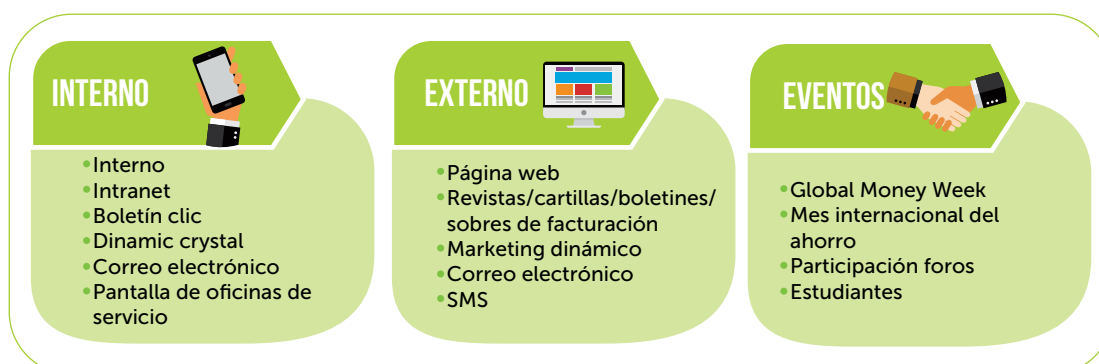 INTERNO
• Interno
• Intranet
• Boletín clic
• Dinamic crystal
• Correo electrónico
• Pantalla de oficinas de
servicio
EXTERNO
• Página web
• Revistas/cartillas/boletines/
sobres de facturación
• Marketing dinámico
• Correo electrónico
• SMS
EVENTOS
• Global Money Week
• Mes internacional del
ahorro
• Participación foros
• Estudiantes